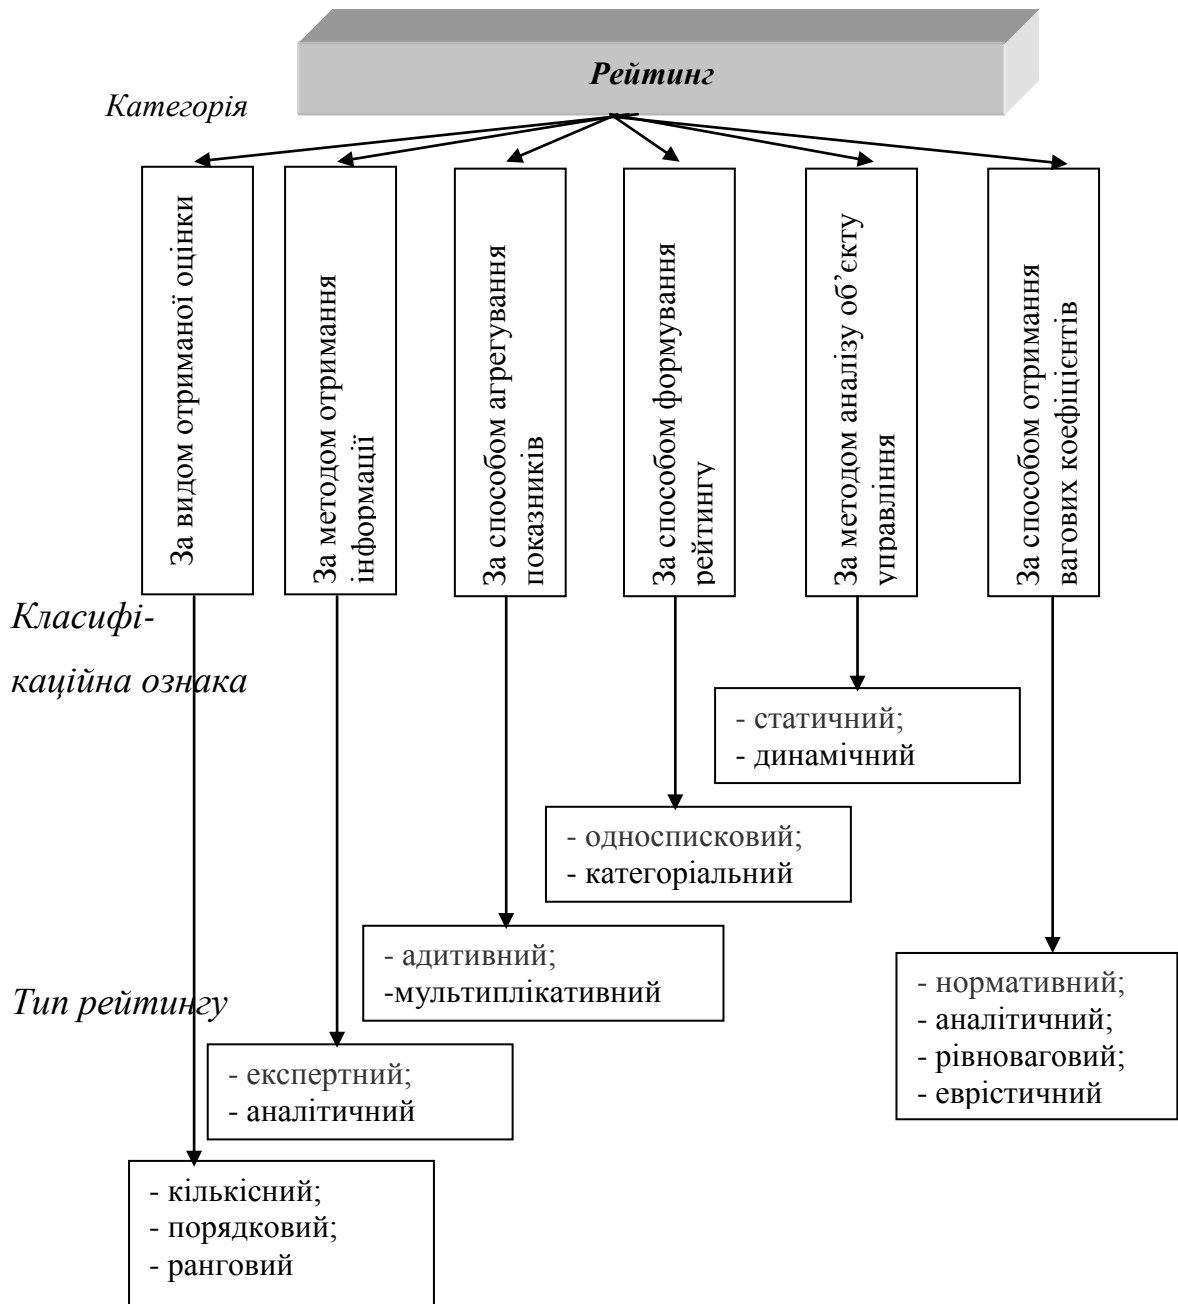 Рейтинг
Категорія
За видом отриманої оцінки
За методом отримання
інформації
За способом агрегування
показників
За способом формування
рейтингу
За методом аналізу об’єкту
управління
За способом отримання
вагових коефіцієнтів
Класифі-
каційна ознака
- статичний;
- динамічний
- односписковий;
- категоріальний
- адитивний;
-мультиплікативний
- нормативний;
- аналітичний;
- рівноваговий;
- еврістичний
Тип рейтингу
- експертний;
- аналітичний
- кількісний;
- порядковий;
- ранговий